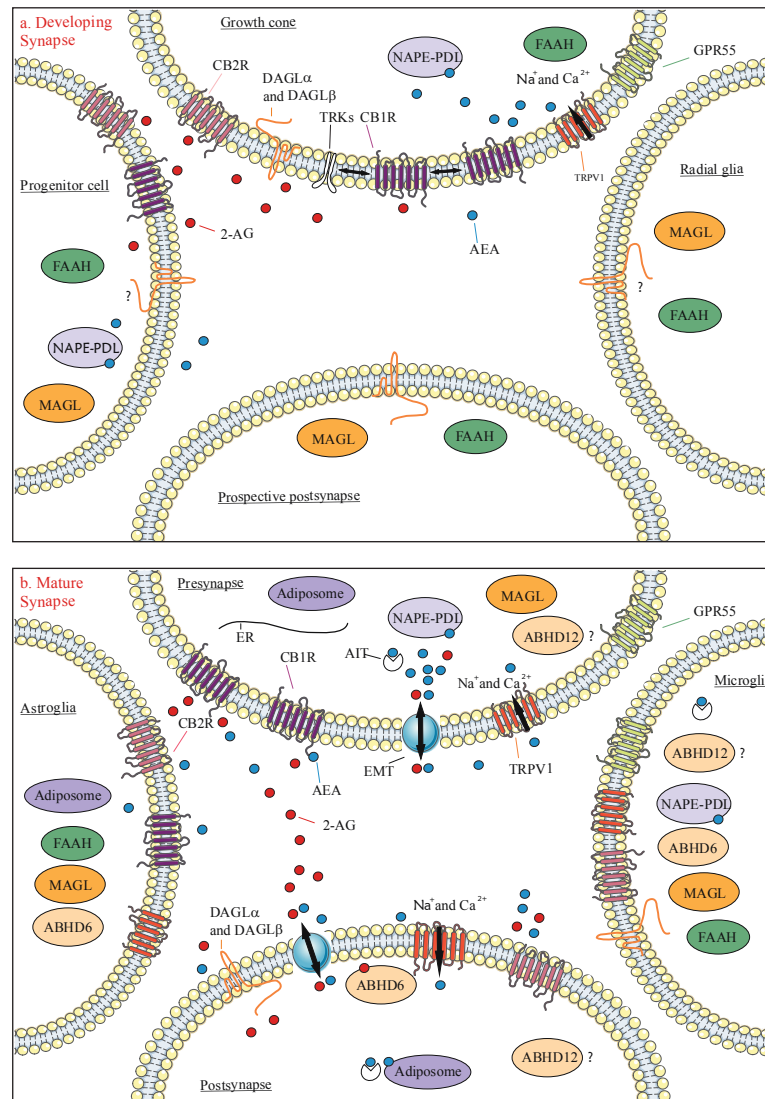 a. Developing
Synapse
Growth cone
CB2R
DAGLα
and DAGLβ
TRKs
CB1R
NAPE-PDL
FAAH
Na⁺ and Ca²⁺
GPR55
TRPV1
Progenitor cell
Radial glia
2-AG
AEA
FAAH
?
NAPE-PDL
MAGL
MAGL
?
FAAH
MAGL
FAAH
Prospective postsynapse
b. Mature
Synapse
Presynapse
Adiposome
ER
CB1R
AIT
NAPE-PDL
MAGL
ABHD12 ?
GPR55
Na⁺ and Ca²⁺
Astroglia
Microgli
CB2R
EMT
TRPV1
AEA
2-AG
Adiposome
FAAH
MAGL
ABHD6
ABHD12 ?
NAPE-PDL
ABHD6
MAGL
FAAH
DAGLα
and DAGLβ
Na⁺ and Ca²⁺
ABHD6
ABHD12 ?
Adiposome
Postsynapse